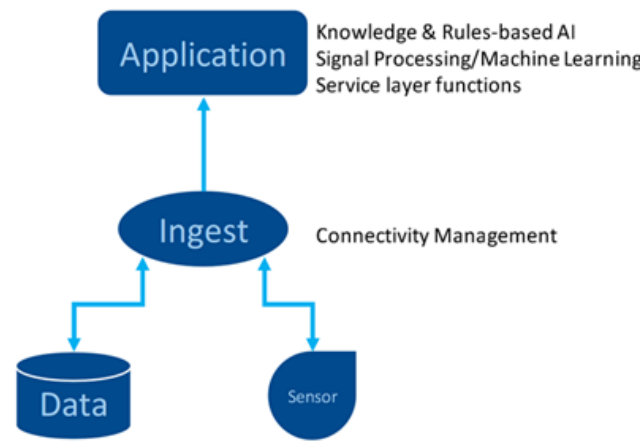 Application
Knowledge & Rules-based AI
Signal Processing/Machine Learning
Service layer functions
Ingest
Connectivity Management
Data
Sensor